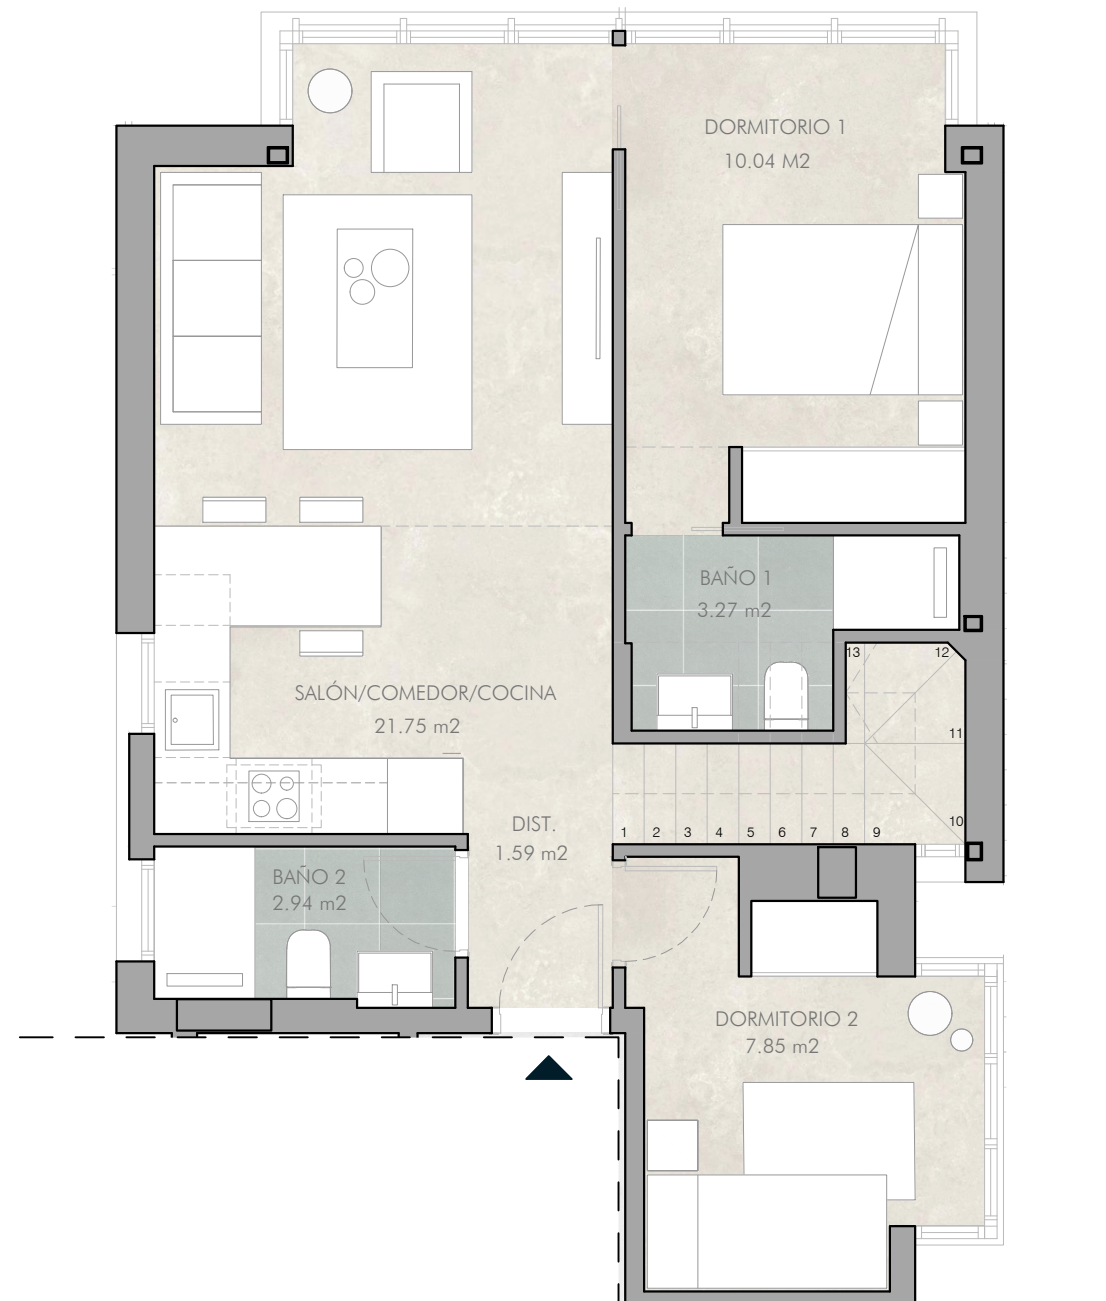 DORMITORIO 1
10.04 M2
BAÑO 1
3.27 m2
13
12
SALÓN/COMEDOR/COCINA
21.75 m2
11
10
DIST.
1.59 m2
1 2 3 4 5 6 7 8 9
BAÑO 2
2.94 m2
DORMITORIO 2
7.85 m2